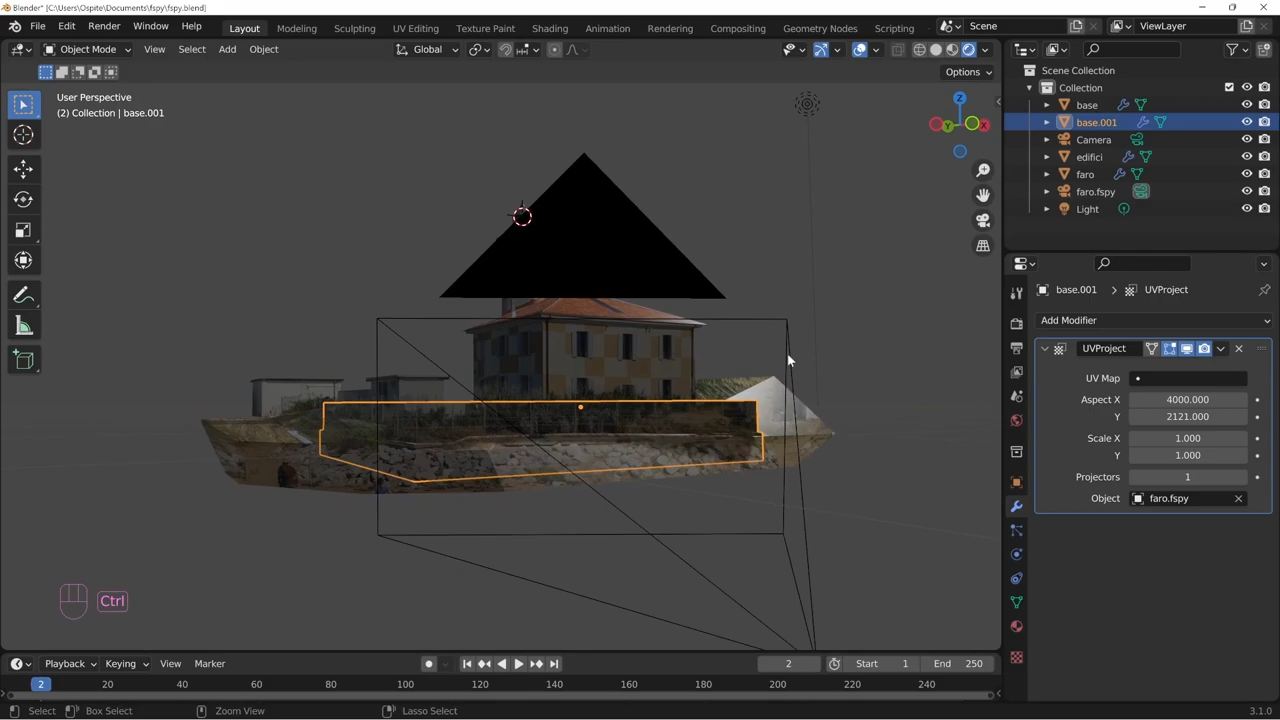 Blender* [C:\Users\Ospite\Documents\fspy\fspy.blend]
File Edit Render Window Help Layout Modeling Sculpting UV Editing Texture Paint Shading Animation Rendering Compositing Geometry Nodes Scripting Scene ViewLayer
Object Mode View Select Add Object Global
Options
User Perspective
(2) Collection | base.001
Z
Y X
Scene Collection
Collection
base
base.001
Camera
edifici
faro
faro.fspy
Light
base.001 > UVProject
Add Modifier
UVProject
UV Map
Aspect X 4000.000
Y 2121.000
Scale X 1.000
Y 1.000
Projectors 1
Object faro.fspy
Ctrl
Playback Keying View Marker 2 Start 1 End 250
2 20 40 60 80 100 120 140 160 180 200 220 240
Select Box Select Zoom View Lasso Select 3.1.0